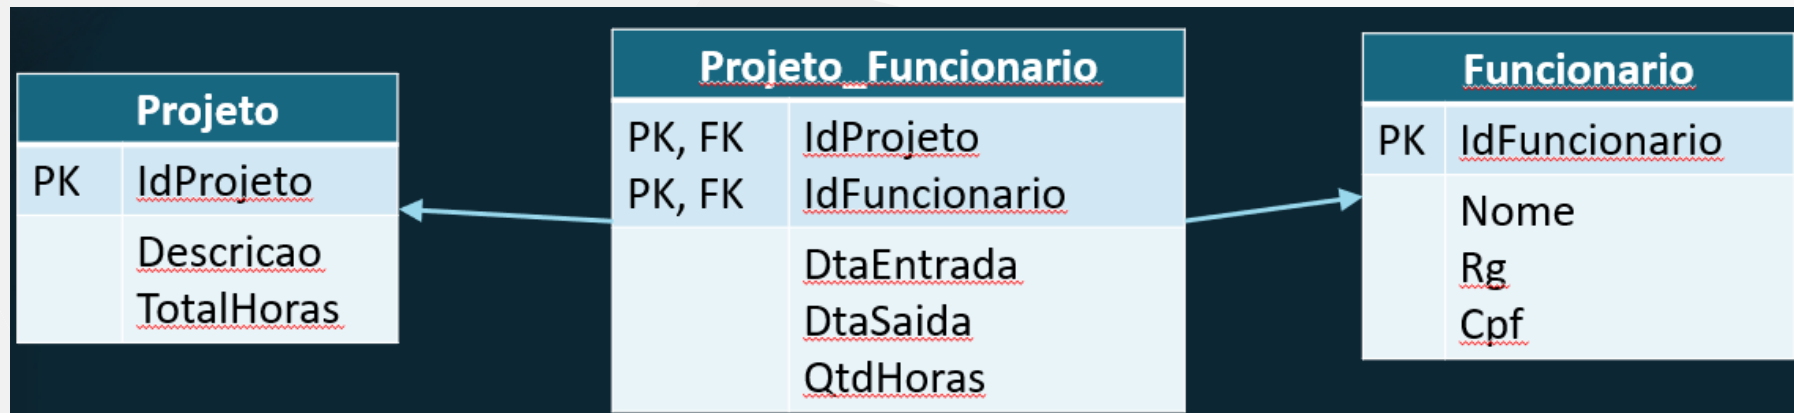 Projeto
PK IdProjeto
Descricao
TotalHoras
Projeto_Funcionario
PK, FK IdProjeto
PK, FK IdFuncionario
DtaEntrada
DtaSaida
QtdHoras
Funcionario
PK IdFuncionario
Nome
Rg
Cpf